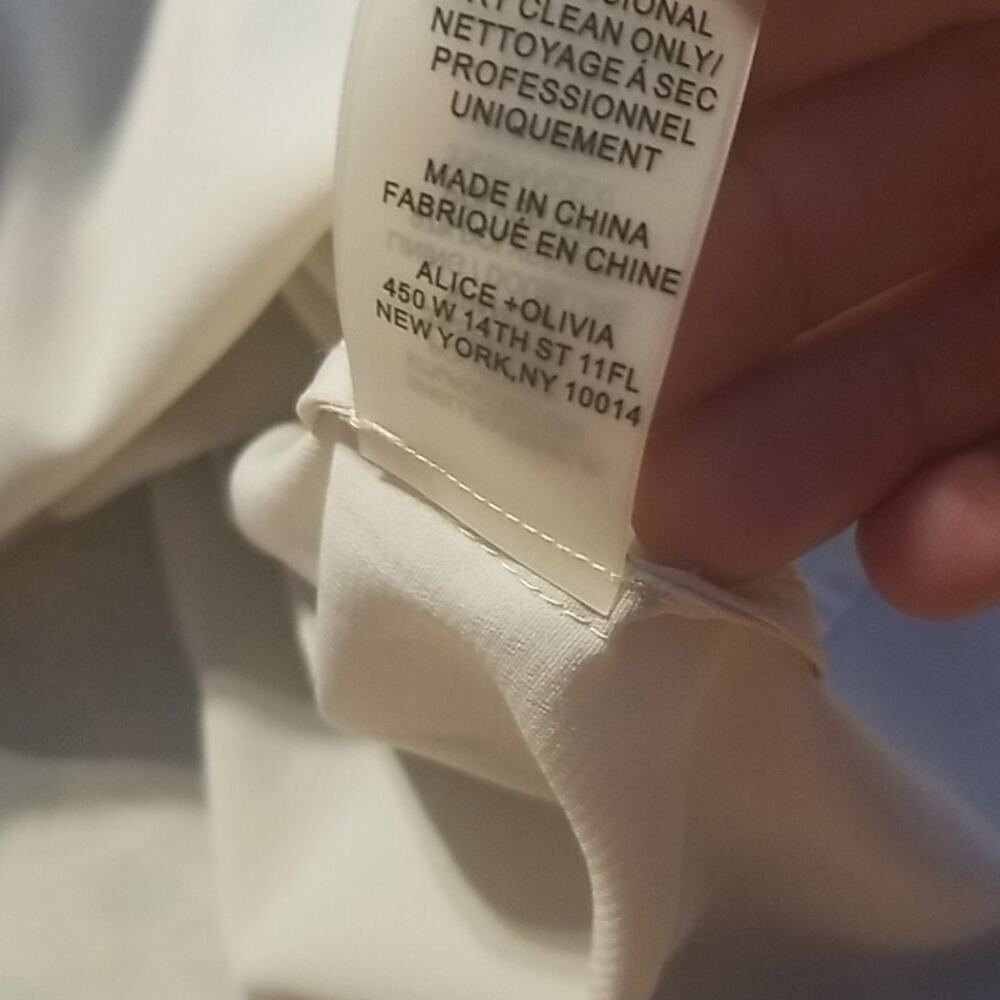 CLEAN ONLY/
NETTOYAGE Á SEC
PROFESSIONNEL
UNIQUEMENT
MADE IN CHINA
FABRIQUÉ EN CHINE
ALICE +OLIVIA
450 W 14TH ST 11FL
NEW YORK,NY 10014